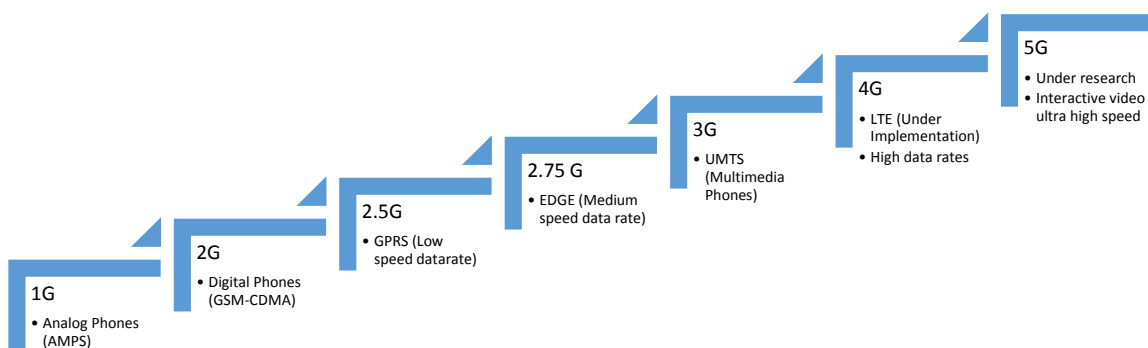 1G
• Analog Phones
(AMPS)
2G
• Digital Phones
(GSM-CDMA)
2.5G
• GPRS (Low
speed datarate)
2.75 G
• EDGE (Medium
speed data rate)
3G
• UMTS
(Multimedia
Phones)
4G
• LTE (Under
Implementation)
• High data rates
5G
• Under research
• Interactive video
ultra high speed